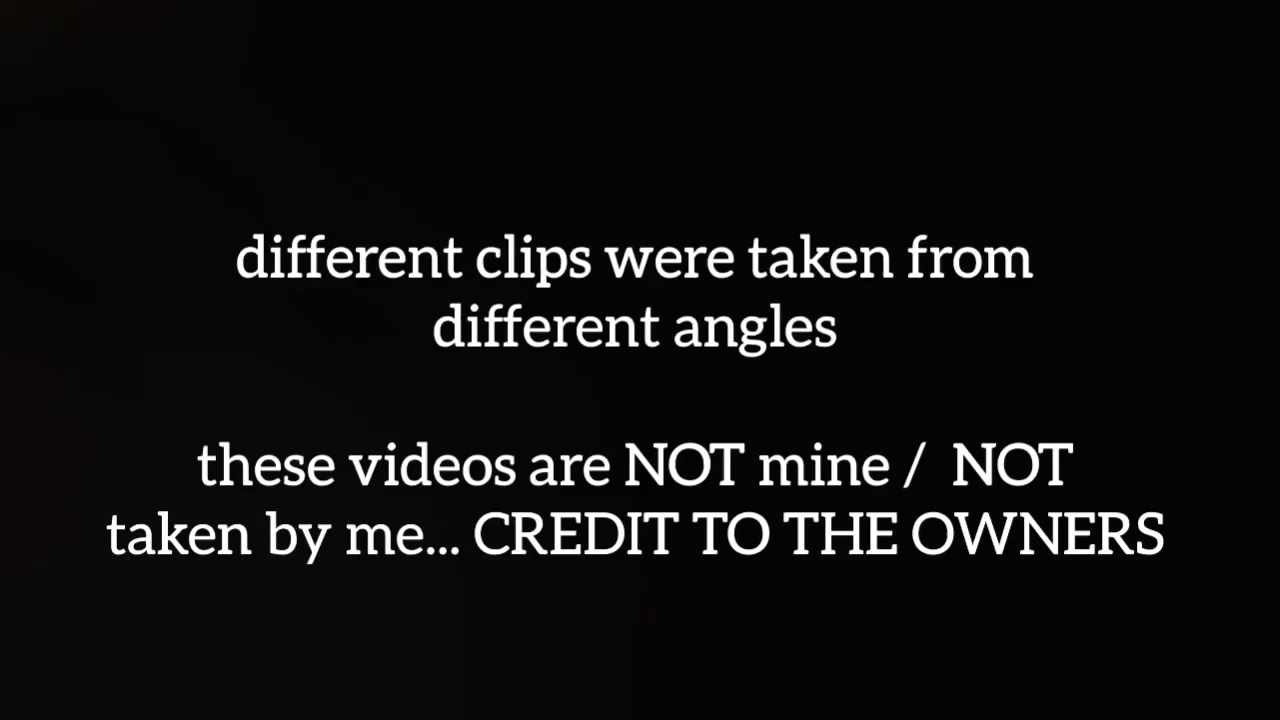 different clips were taken from
different angles
these videos are NOT mine / NOT
taken by me... CREDIT TO THE OWNERS